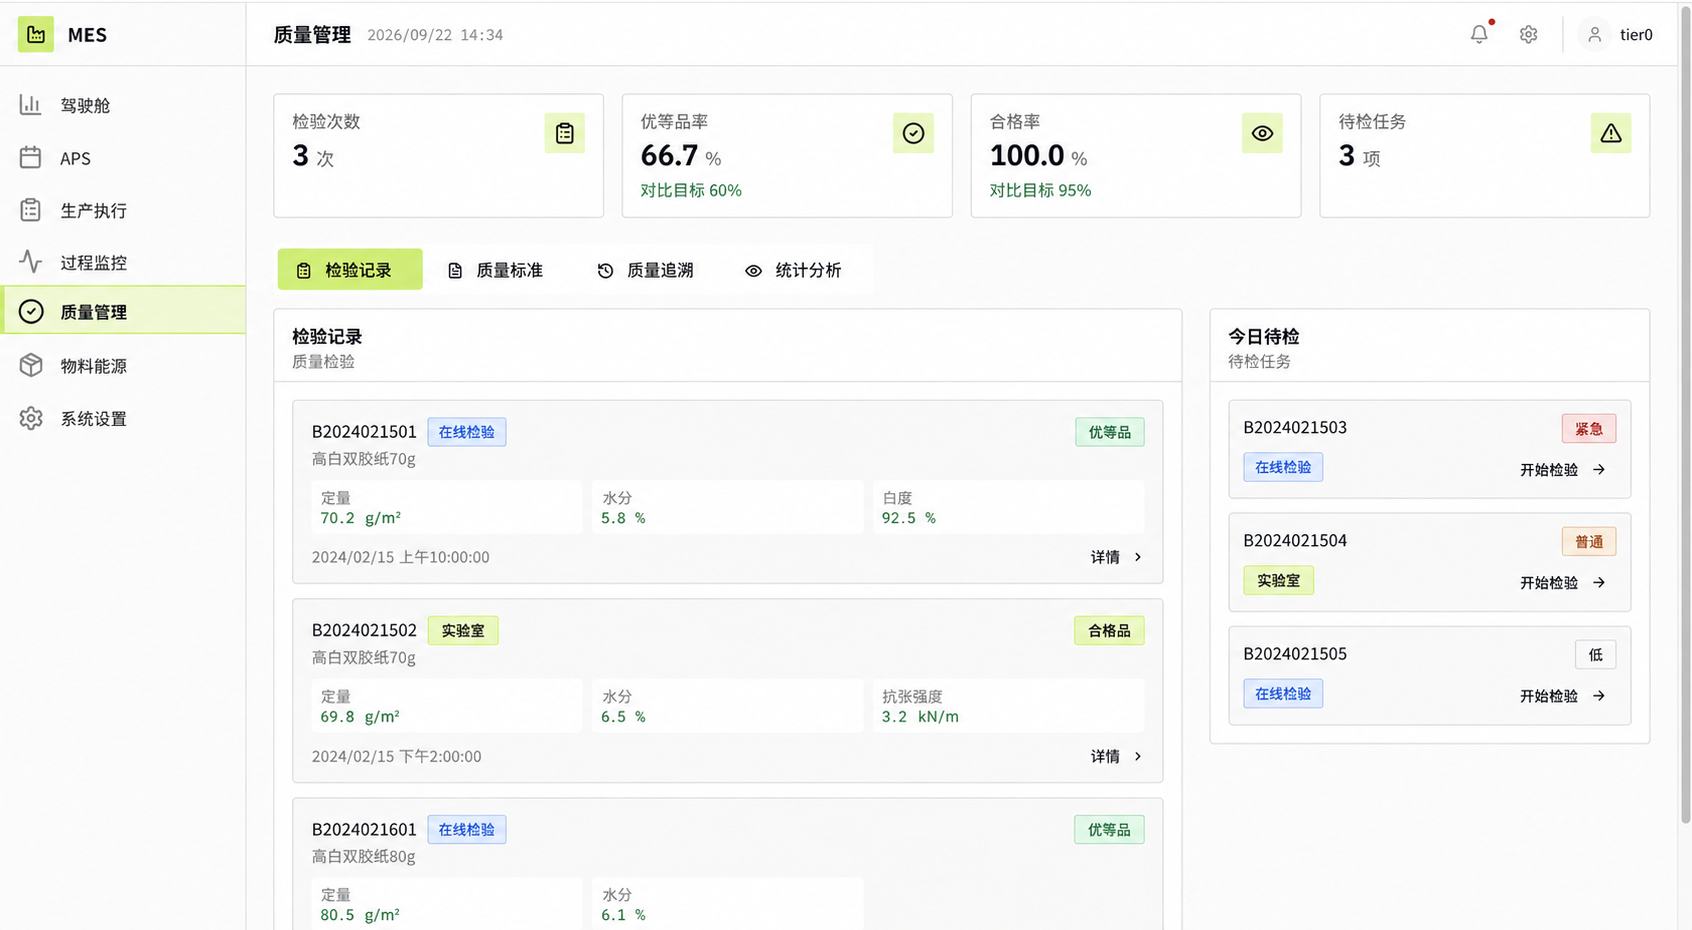 MES
质量管理 2026/09/22 14:34
tier0
驾驶舱
APS
生产执行
过程监控
质量管理
物料能源
系统设置
检验次数
3 次
优等品率
66.7 %
对比目标 60%
合格率
100.0 %
对比目标 95%
待检任务
3 项
检验记录
质量标准
质量追溯
统计分析
检验记录
质量检验
B2024021501 在线检验 优等品
高白双胶纸70g
定量 水分 白度
70.2 g/m² 5.8 % 92.5 %
2024/02/15 上午10:00:00 详情
B2024021502 实验室 合格品
高白双胶纸70g
定量 水分 抗张强度
69.8 g/m² 6.5 % 3.2 kN/m
2024/02/15 下午2:00:00 详情
B2024021601 在线检验 优等品
高白双胶纸80g
定量 水分
80.5 g/m² 6.1 %
今日待检
待检任务
B2024021503 紧急
在线检验 开始检验
B2024021504 普通
实验室 开始检验
B2024021505 低
在线检验 开始检验